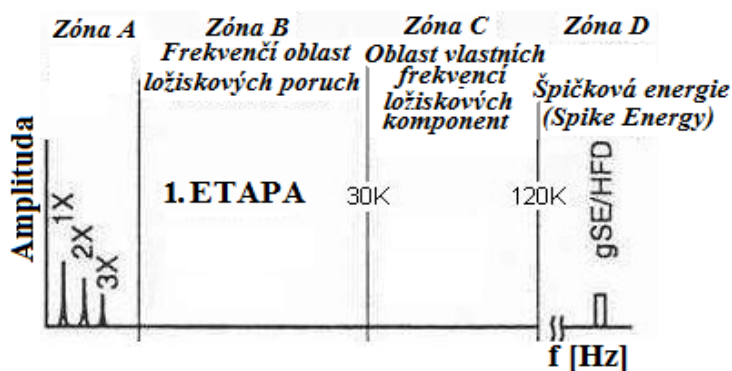 Zóna A
Zóna B
Zóna C
Zóna D
Frekvenčí oblast
ložiskových poruch
Oblast vlastních
frekvencí
ložiskových
komponent
Špičková energie
(Spike Energy)
Amplituda
1X
2X
3X
1. ETAPA
30K
120K
gSE/HFD
f [Hz]